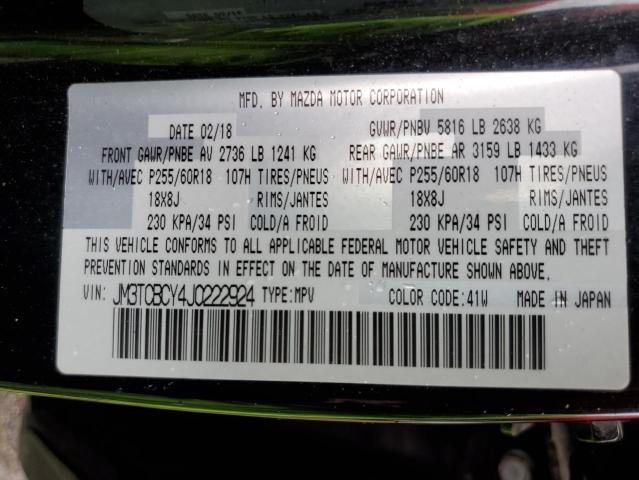 MFD. BY MAZDA MOTOR CORPORATION
DATE 02/18 GVWR/PNBV 5816 LB 2638 KG
FRONT GAWR/PNBE AV 2736 LB 1241 KG REAR GAWR/PNBE AR 3159 LB 1433 KG
WITH/AVEC P255/60R18 107H TIRES/PNEUS WITH/AVEC P255/60R18 107H TIRES/PNEUS
18X8J RIMS/JANTES 18X8J RIMS/JANTES
230 KPA/34 PSI COLD/A FROID 230 KPA/34 PSI COLD/A FROID
THIS VEHICLE CONFORMS TO ALL APPLICABLE FEDERAL MOTOR VEHICLE SAFETY AND THEFT
PREVENTION STANDARDS IN EFFECT ON THE DATE OF MANUFACTURE SHOWN ABOVE.
VIN: JM3TCBCY4J0222924 TYPE:MPV COLOR CODE:41W MADE IN JAPAN